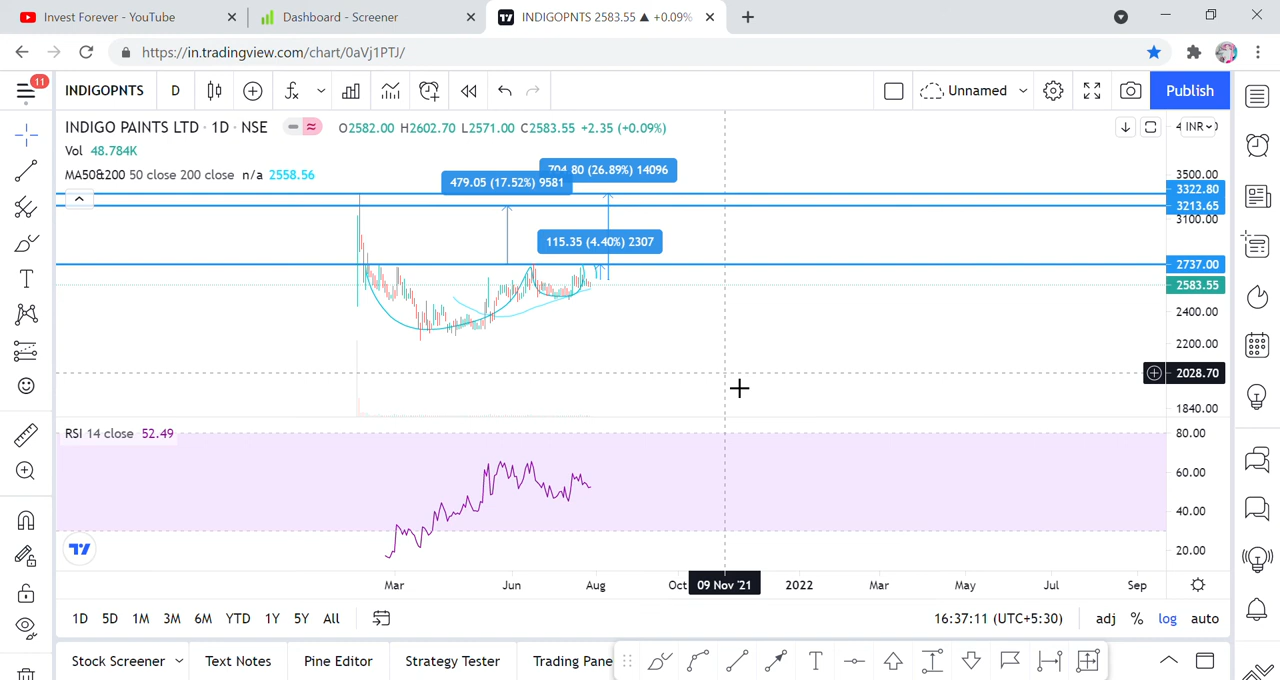 Invest Forever - YouTube
Dashboard - Screener
INDIGOPNTS 2583.55 ▲ +0.09%
https://in.tradingview.com/chart/0aVj1PTJ/
11
INDIGOPNTS
D
Unnamed
Publish
INDIGO PAINTS LTD · 1D · NSE
O2582.00 H2602.70 L2571.00 C2583.55 +2.35 (+0.09%)
INR
Vol 48.784K
MA50&200 50 close 200 close n/a 2558.56
704.80 (26.89%) 14096
479.05 (17.52%) 9581
115.35 (4.40%) 2307
3500.00
3322.80
3213.65
3100.00
2737.00
2583.55
2400.00
2200.00
2028.70
1840.00
RSI 14 close 52.49
80.00
60.00
40.00
20.00
Mar
Jun
Aug
Oct
09 Nov '21
2022
Mar
May
Jul
Sep
1D 5D 1M 3M 6M YTD 1Y 5Y All
16:37:11 (UTC+5:30)
adj % log auto
Stock Screener
Text Notes
Pine Editor
Strategy Tester
Trading Pane